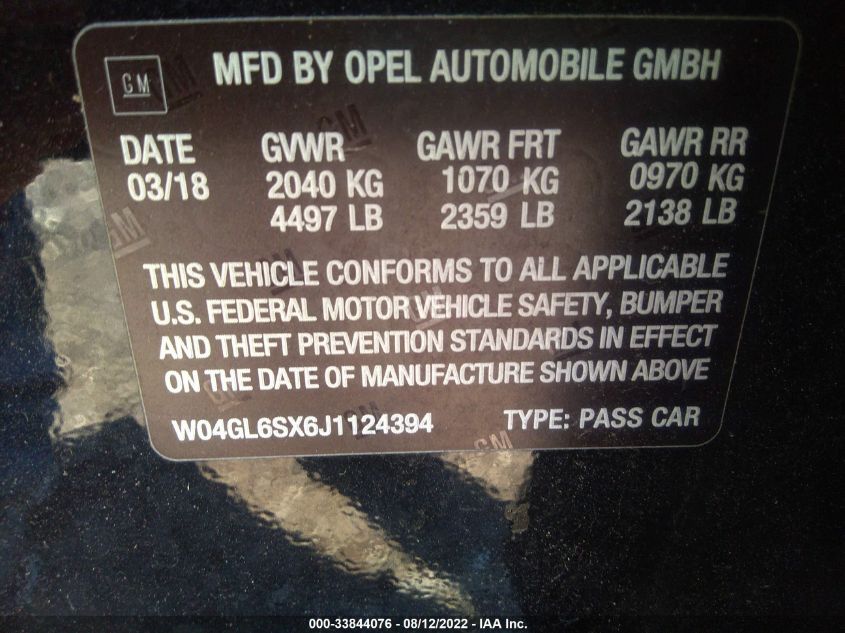 GM
MFD BY OPEL AUTOMOBILE GMBH
DATE GVWR GAWR FRT GAWR RR
03/18 2040 KG 1070 KG 0970 KG
4497 LB 2359 LB 2138 LB
THIS VEHICLE CONFORMS TO ALL APPLICABLE
U.S. FEDERAL MOTOR VEHICLE SAFETY, BUMPER
AND THEFT PREVENTION STANDARDS IN EFFECT
ON THE DATE OF MANUFACTURE SHOWN ABOVE
W04GL6SX6J1124394 TYPE: PASS CAR
000-33844076 - 08/12/2022 - IAA Inc.